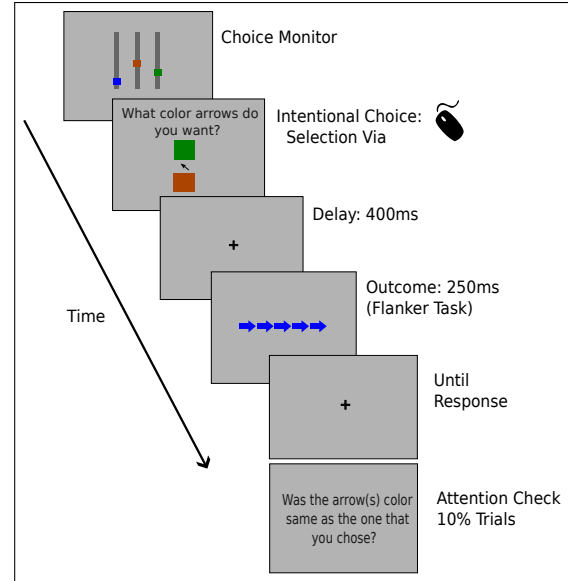 Choice Monitor
What color arrows do
you want?
Intentional Choice:
Selection Via
Delay: 400ms
Outcome: 250ms
(Flanker Task)
Time
Until
Response
Was the arrow(s) color
same as the one that
you chose?
Attention Check
10% Trials